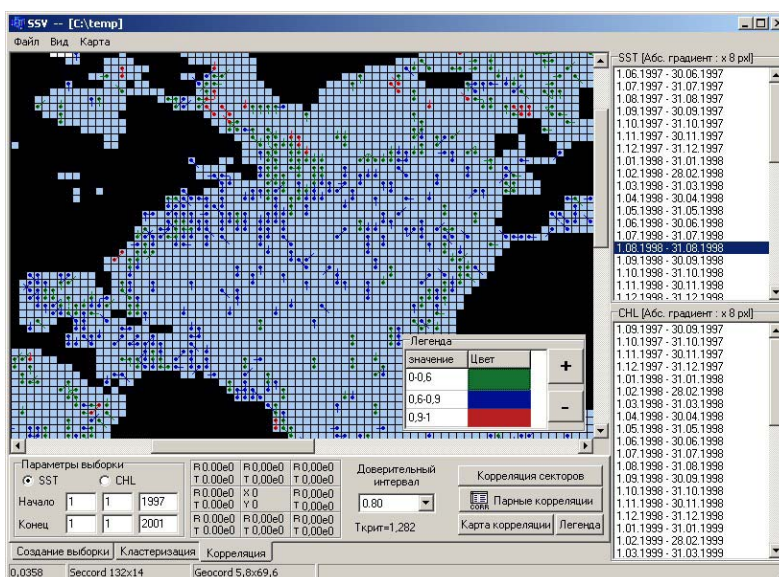 SSV -- [C:\temp]
Файл Вид Карта
SST [Абс. градиент : x 8 pxl]
1.06.1997 - 30.06.1997
1.07.1997 - 31.07.1997
1.08.1997 - 31.08.1997
1.09.1997 - 30.09.1997
1.10.1997 - 31.10.1997
1.11.1997 - 30.11.1997
1.12.1997 - 31.12.1997
1.01.1998 - 31.01.1998
1.02.1998 - 28.02.1998
1.03.1998 - 31.03.1998
1.04.1998 - 30.04.1998
1.05.1998 - 31.05.1998
1.06.1998 - 30.06.1998
1.07.1998 - 31.07.1998
1.08.1998 - 31.08.1998
1.09.1998 - 30.09.1998
1.10.1998 - 31.10.1998
1.11.1998 - 30.11.1998
1.12.1998 - 31.12.1998
CHL [Абс. градиент : x 8 pxl]
1.09.1997 - 30.09.1997
1.10.1997 - 31.10.1997
1.11.1997 - 30.11.1997
1.12.1997 - 31.12.1997
1.01.1998 - 31.01.1998
1.02.1998 - 28.02.1998
1.03.1998 - 31.03.1998
1.04.1998 - 30.04.1998
1.05.1998 - 31.05.1998
1.06.1998 - 30.06.1998
1.07.1998 - 31.07.1998
1.08.1998 - 31.08.1998
1.09.1998 - 30.09.1998
1.10.1998 - 31.10.1998
1.11.1998 - 30.11.1998
1.12.1998 - 31.12.1998
1.01.1999 - 31.01.1999
1.02.1999 - 28.02.1999
1.03.1999 - 31.03.1999
Легенда
значение Цвет
0-0,6
0,6-0,9
0,9-1
+
-
Параметры выборки
SST CHL
Начало 1 1 1997
Конец 1 1 2001
R 0.00e0 R 0,00e0 R 0,00e0
T 0.00e0 T 0,00e0 T 0,00e0
R 0.00e0 X 0 R 0,00e0
T 0.00e0 Y 0 T 0,00e0
R 0.00e0 R 0,00e0 R 0,00e0
T 0.00e0 T 0,00e0 T 0,00e0
Доверительный
интервал
0.80
Ткрит=1,282
Корреляция секторов
CORR Парные корреляции
Карта корреляции Легенда
Создание выборки Кластеризация Корреляция
0,0358 Seccord 132x14 Geocord 5,8x69,6